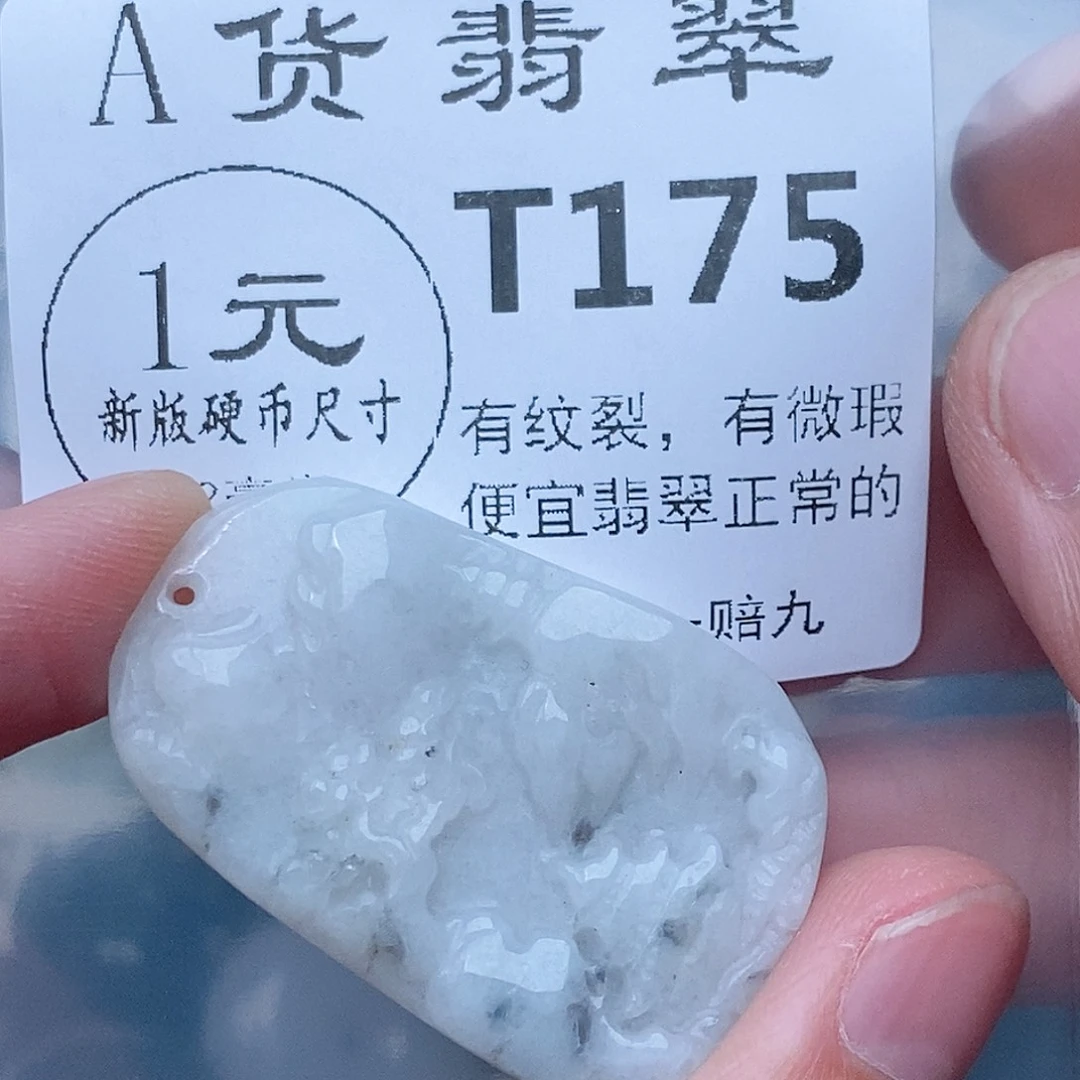 A货翡翠
T175
1元
新版硬币尺寸
有纹裂，有微瑕
便宜翡翠正常的
赔九